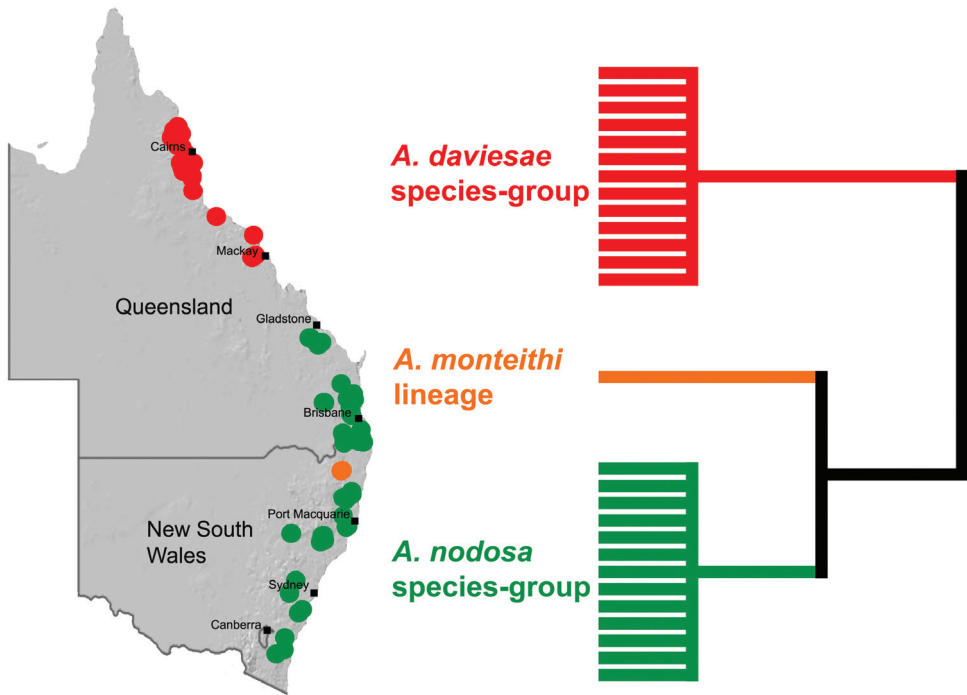 Cairns
Mackay
Queensland
Gladstone
Brisbane
Port Macquarie
New South
Wales
Sydney
Canberra
A. daviesae
species-group
A. monteithi
lineage
A. nodosa
species-group